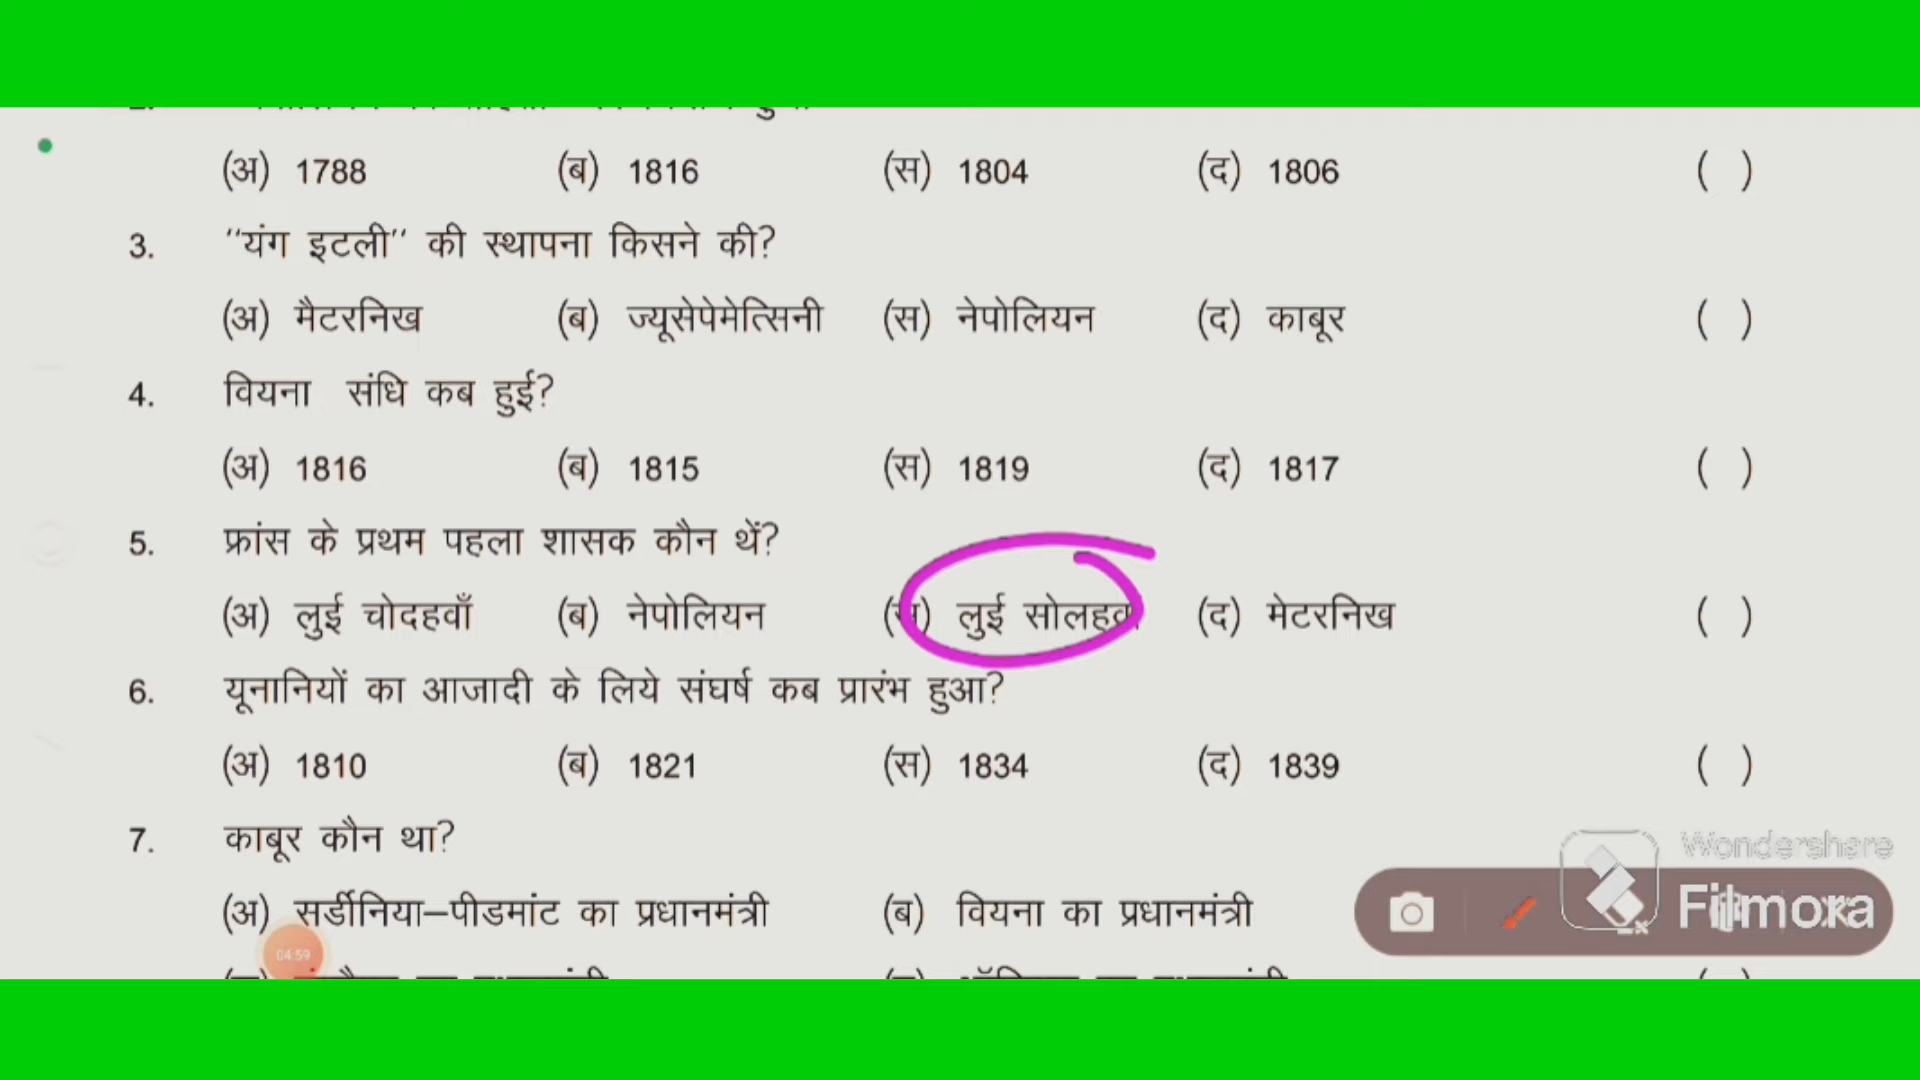 (अ) 1788 (ब) 1816 (स) 1804 (द) 1806 ( )
3. ‘‘यंग इटली’’ की स्थापना किसने की?
(अ) मैटरनिख (ब) ज्यूसेपेमेत्सिनी (स) नेपोलियन (द) काबूर ( )
4. वियना संधि कब हुई?
(अ) 1816 (ब) 1815 (स) 1819 (द) 1817 ( )
5. फ्रांस के प्रथम पहला शासक कौन थें?
(अ) लुई चोदहवाँ (ब) नेपोलियन (स) लुई सोलहवा (द) मेटरनिख ( )
6. यूनानियों का आजादी के लिये संघर्ष कब प्रारंभ हुआ?
(अ) 1810 (ब) 1821 (स) 1834 (द) 1839 ( )
7. काबूर कौन था?
(अ) सर्डीनिया–पीडमांट का प्रधानमंत्री (ब) वियना का प्रधानमंत्री
04:59
Wondershare
Filmora